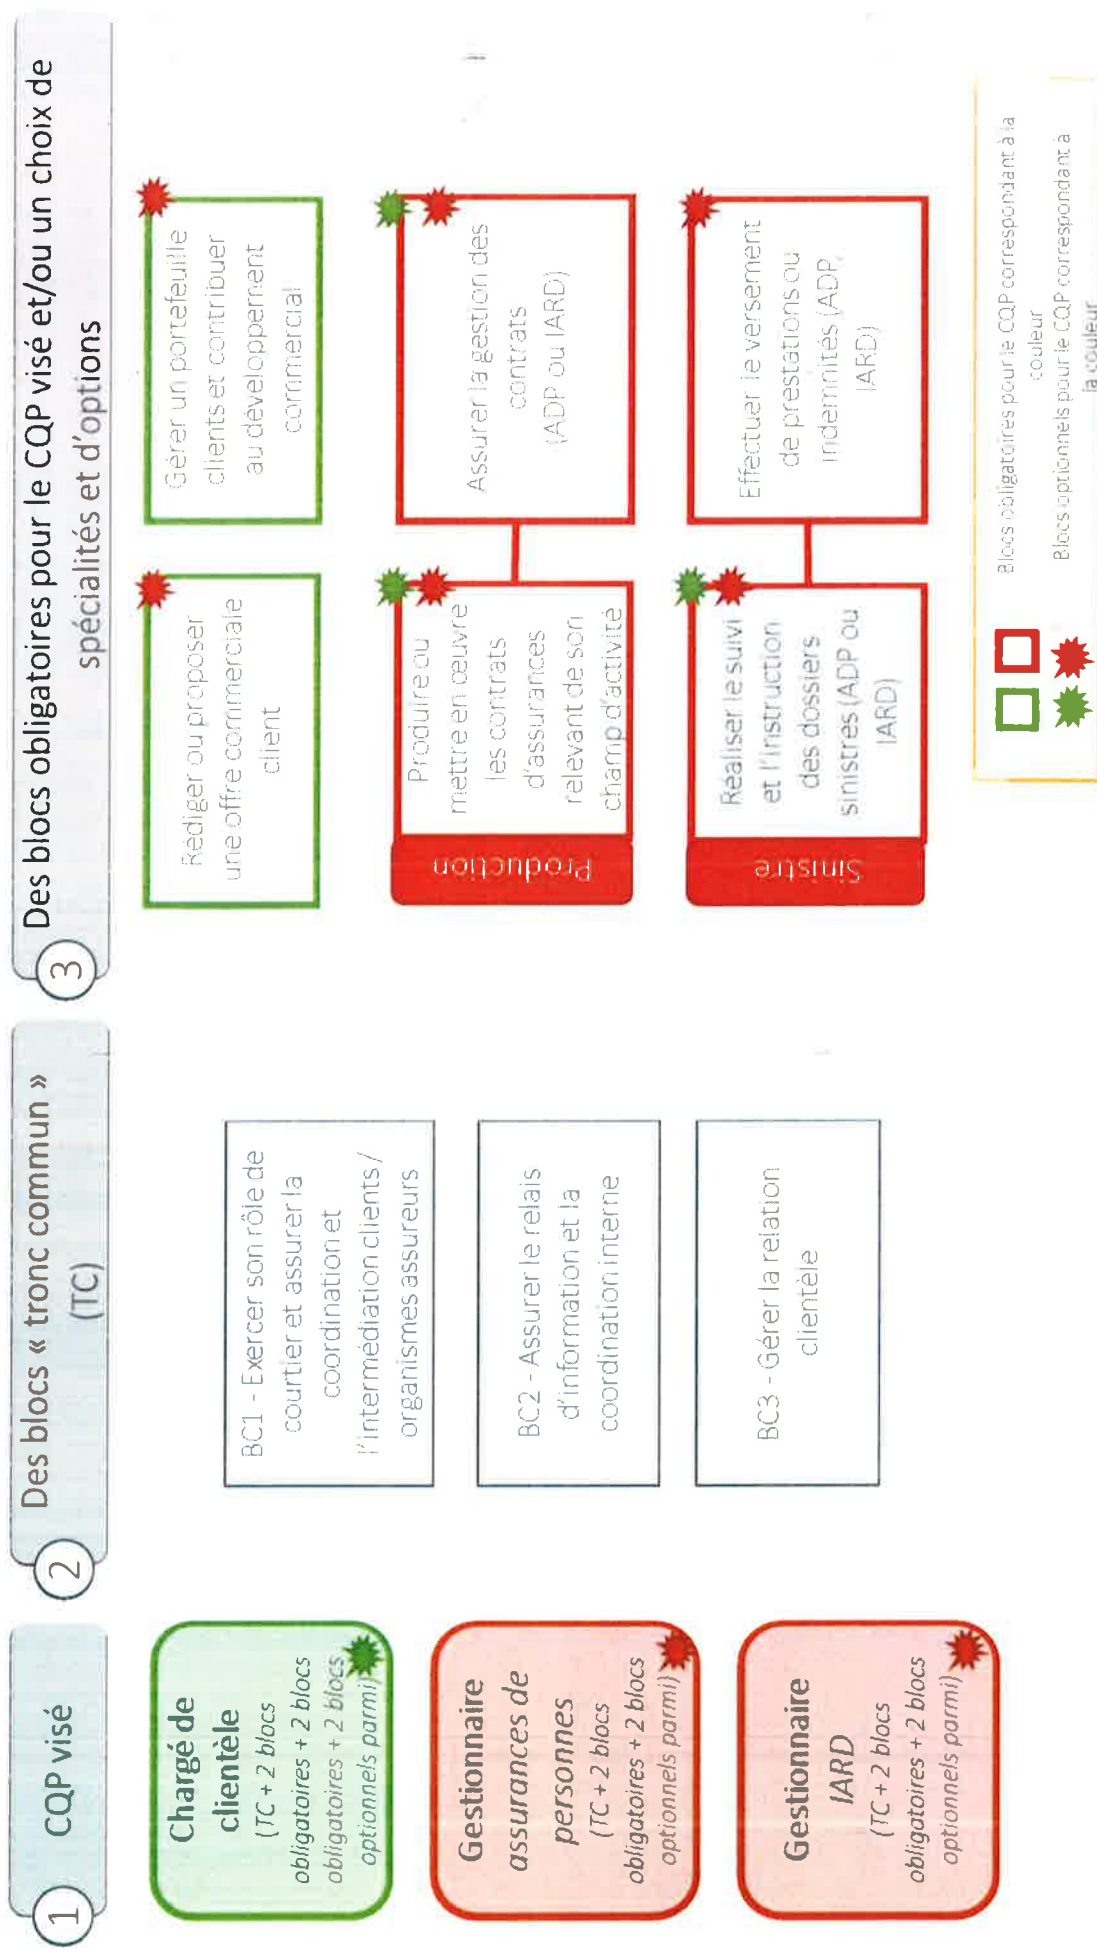 1
CQP visé
2
Des blocs « tronc commun »
(TC)
3
Des blocs obligatoires pour le CQP visé et/ou un choix de
spécialités et d'options
Chargé de
clientèle
(TC + 2 blocs
obligatoires + 2 blocs
obligatoires + 2 blocs
optionnels parmi)
Gestionnaire
assurances de
personnes
(TC + 2 blocs
obligatoires + 2 blocs
optionnels parmi)
Gestionnaire
IARD
(TC + 2 blocs
obligatoires + 2 blocs
optionnels parmi)
BC1 - Exercer son rôle de
courtier et assurer la
coordination et
l'intermédiation clients /
organismes assureurs
BC2 - Assurer le relais
d'information et la
coordination interne
BC3 - Gérer la relation
clientèle
Rédiger ou proposer
une offre commerciale
client
Gérer un portefeuille
clients et contribuer
au développement
commercial
Production
Produire ou
mettre en œuvre
les contrats
d'assurances
relevant de son
champ d'activité
Assurer la gestion des
contrats
(ADP ou IARD)
Sinistre
Réaliser le suivi
et l'instruction
des dossiers
sinistres (ADP ou
IARD)
Effectuer le versement
de prestations ou
indemnités (ADP,
IARD)
Blocs obligatoires pour le CQP correspondant à la
couleur
Blocs optionnels pour le CQP correspondant à
la couleur